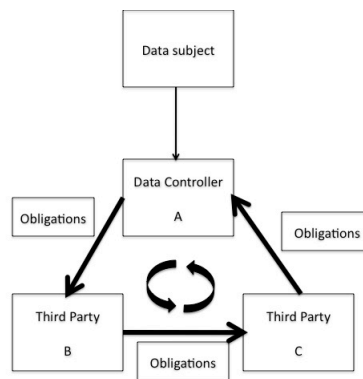 Data subject
Data Controller
A
Obligations
Obligations
Third Party
B
Third Party
C
Obligations